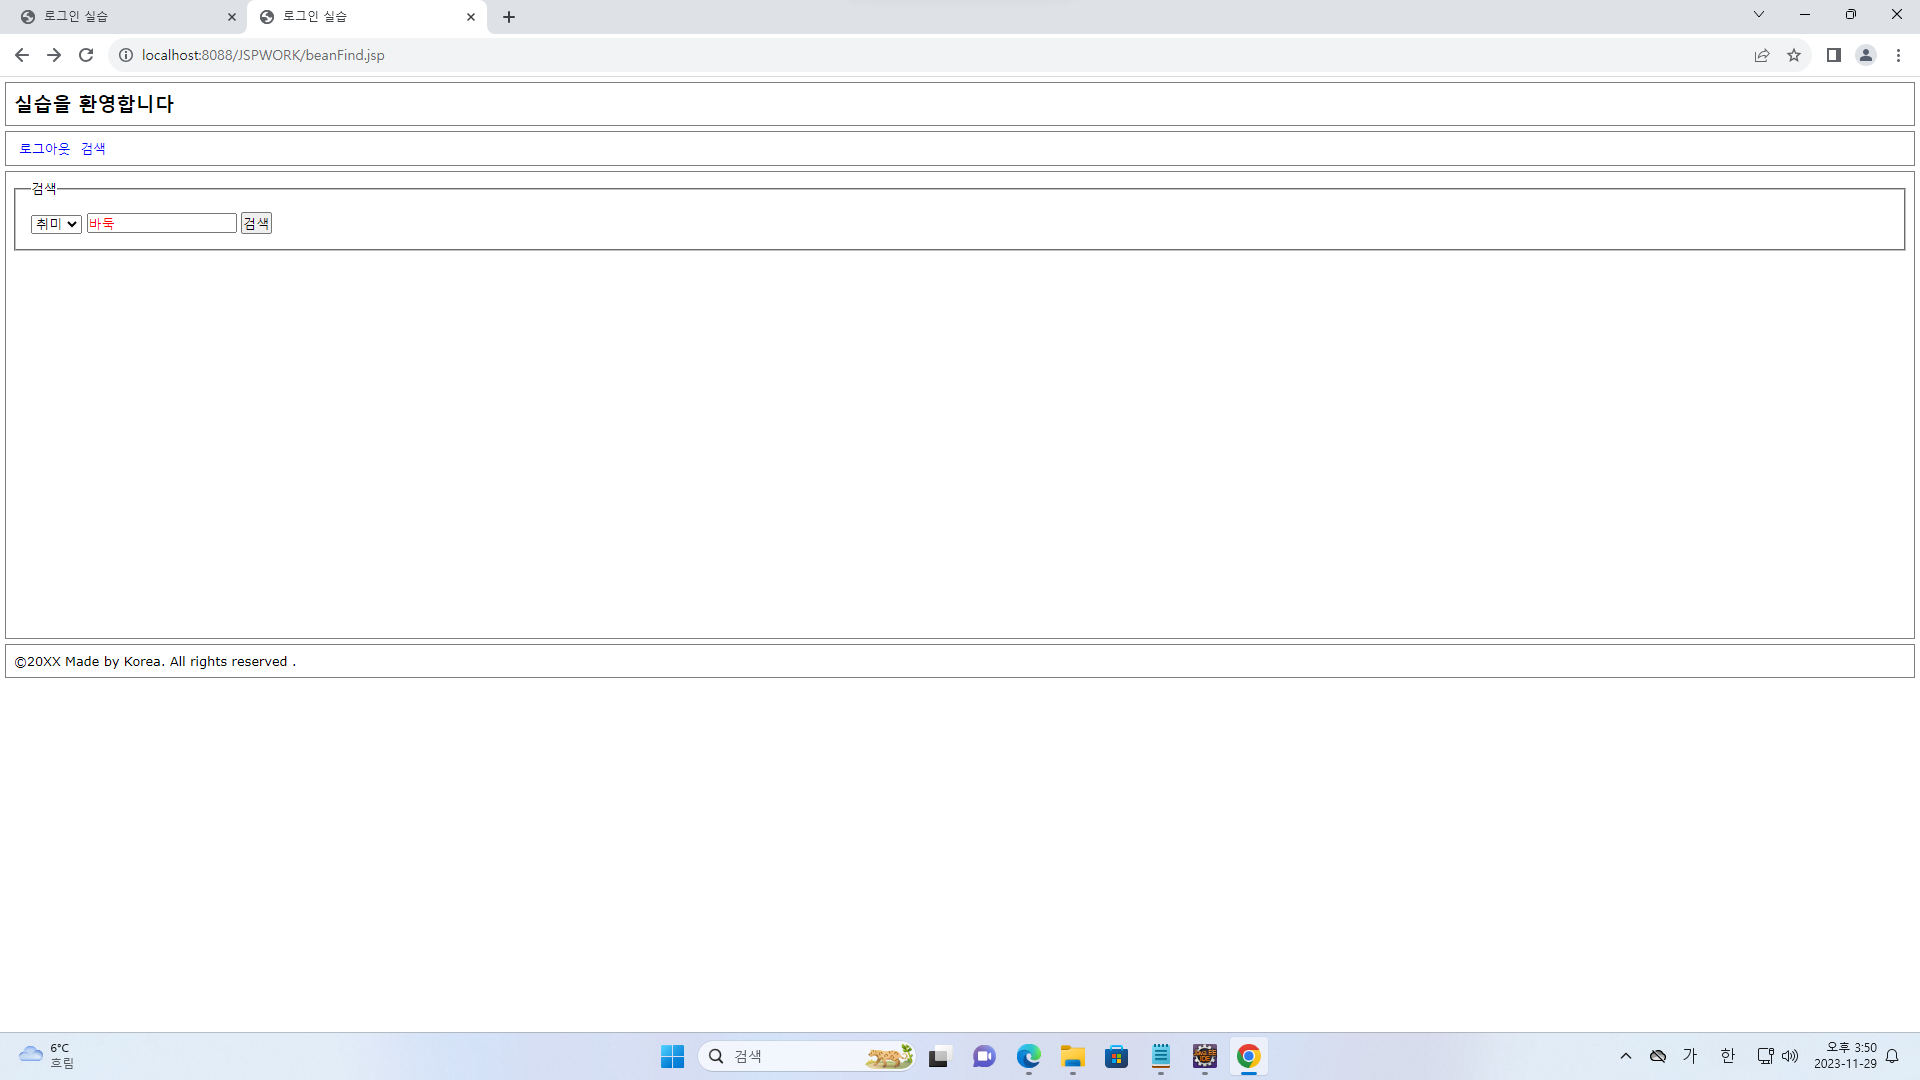 로그인 실습
로그인 실습
localhost:8088/JSPWORK/beanFind.jsp
실습을 환영합니다
로그아웃 검색
검색
취미 바둑 검색
©20XX Made by Korea. All rights reserved .
6°C
흐림
검색
가 한
오후 3:50
2023-11-29